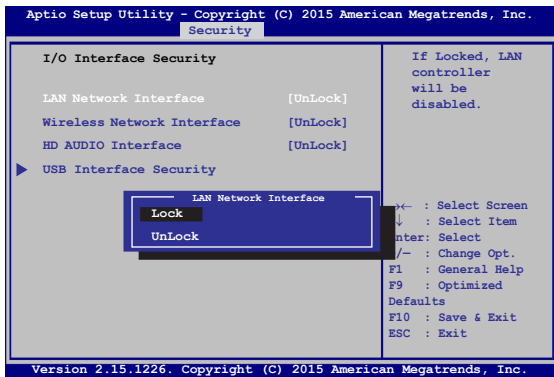 Aptio Setup Utility - Copyright (C) 2015 American Megatrends, Inc.
Security
I/O Interface Security
LAN Network Interface [UnLock]
Wireless Network Interface [UnLock]
HD AUDIO Interface [UnLock]
USB Interface Security
LAN Network Interface
Lock
UnLock
If Locked, LAN
controller
will be
disabled.
→← : Select Screen
↓ : Select Item
nter: Select
/— : Change Opt.
F1 : General Help
F9 : Optimized
Defaults
F10 : Save & Exit
ESC : Exit
Version 2.15.1226. Copyright (C) 2015 American Megatrends, Inc.